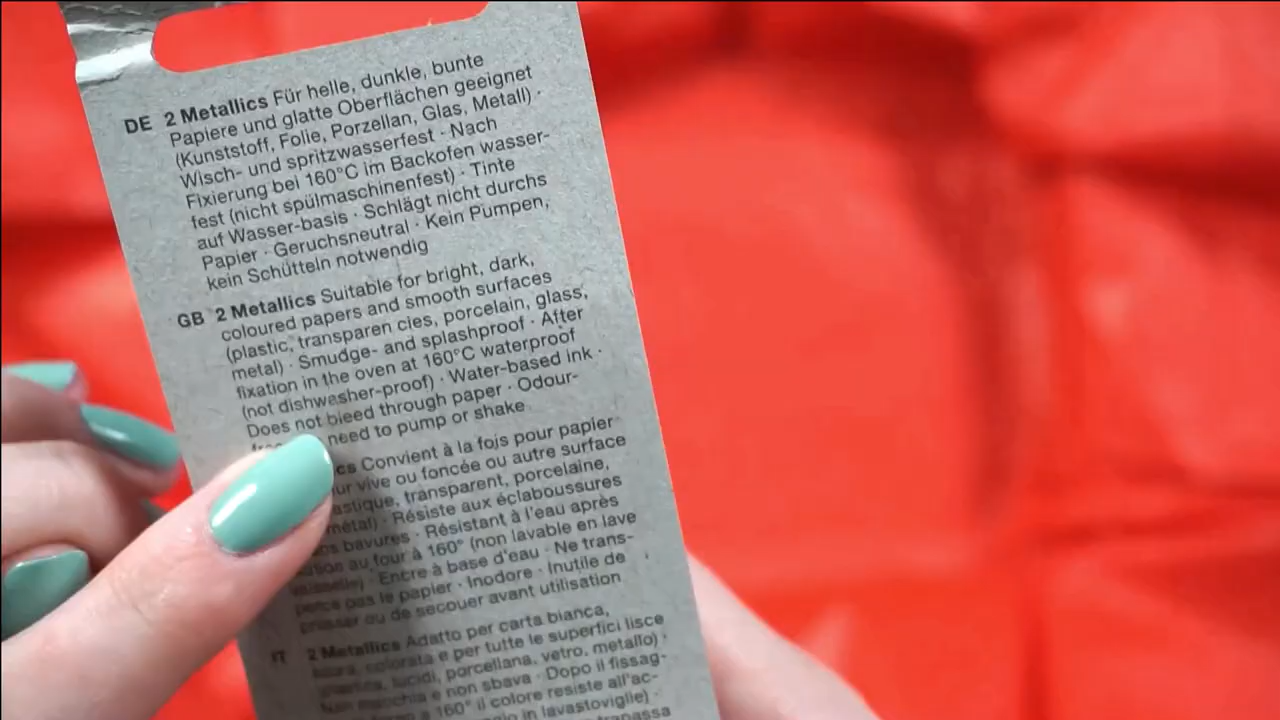 DE 2 Metallics Für helle, dunkle, bunte
Papiere und glatte Oberflächen geeignet
(Kunststoff, Folie, Porzellan, Glas, Metall) ·
Wisch- und spritzwasserfest · Nach
Fixierung bei 160°C im Backofen wasser-
fest (nicht spülmaschinenfest) · Tinte
auf Wasser-basis · Schlägt nicht durchs
Papier · Geruchsneutral · Kein Pumpen,
kein Schütteln notwendig
GB 2 Metallics Suitable for bright, dark,
coloured papers and smooth surfaces
(plastic, transparen cies, porcelain, glass,
metal) · Smudge- and splashproof · After
fixation in the oven at 160°C waterproof
(not dishwasher-proof) · Water-based ink ·
Does not bleed through paper · Odour-
need to pump or shake
Convient à la fois pour papier
vive ou foncée ou autre surface
transparent, porcelaine,
métal) · Résiste aux éclaboussures
bavures · Résistant à l'eau après
au four à 160° (non lavable en lave
· Encre à base d'eau · Ne trans-
perce pas le papier · Inodore · Inutile de
ou de secouer avant utilisation
IT 2 Metallics Adatto per carta bianca,
colorata e per tutte le superfici lisce
lucidi, porcellana, vetro, metallo) ·
Non macchia e non sbava · Dopo il fissag-
a 160° il colore resiste all'ac-
in lavastoviglie) ·